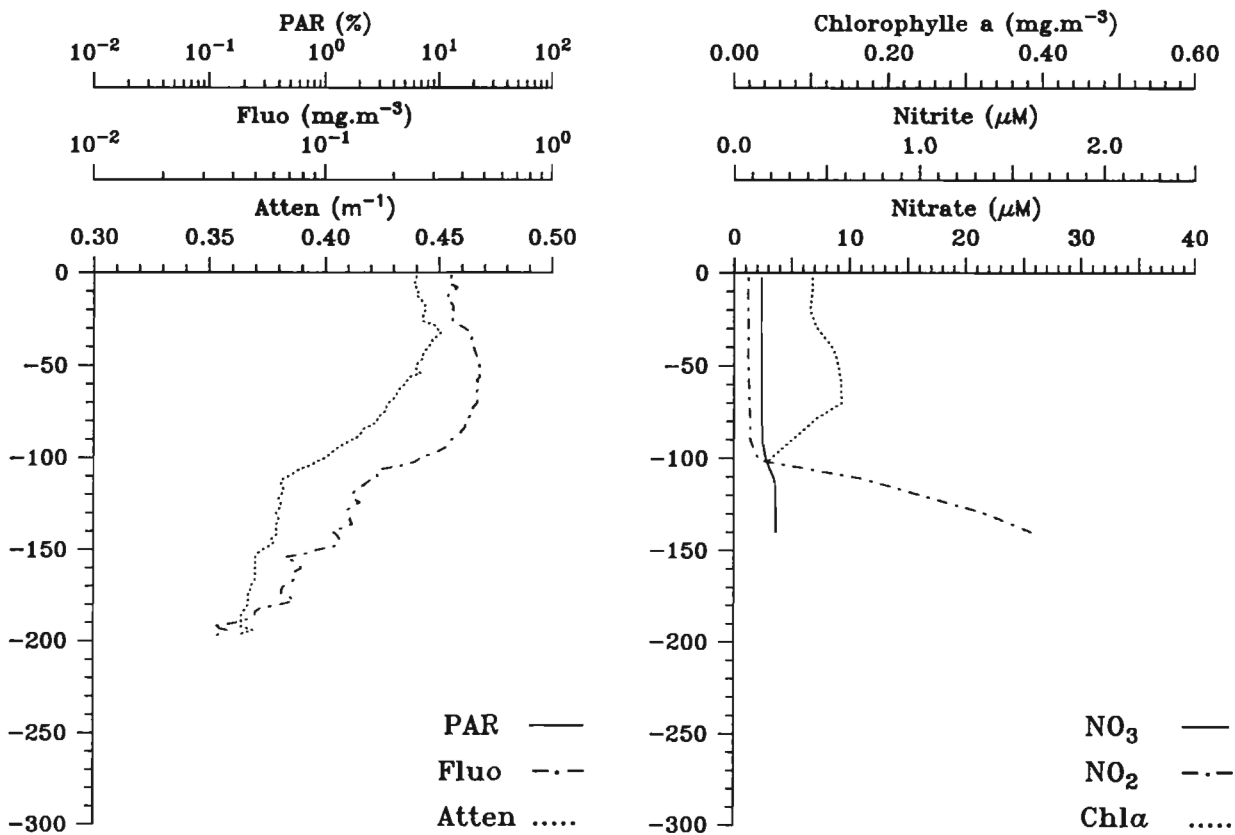 PAR (%)
10⁻² 10⁻¹ 10⁰ 10¹ 10²
Fluo (mg.m⁻³)
10⁻² 10⁻¹ 10⁰
Atten (m⁻¹)
0.30 0.35 0.40 0.45 0.50
0
−50
−100
−150
−200
−250
−300
PAR
Fluo
Atten
Chlorophylle a (mg.m⁻³)
0.00 0.20 0.40 0.60
Nitrite (μM)
0.0 1.0 2.0
Nitrate (μM)
0 10 20 30 40
0
−50
−100
−150
−200
−250
−300
NO₃
NO₂
Chla